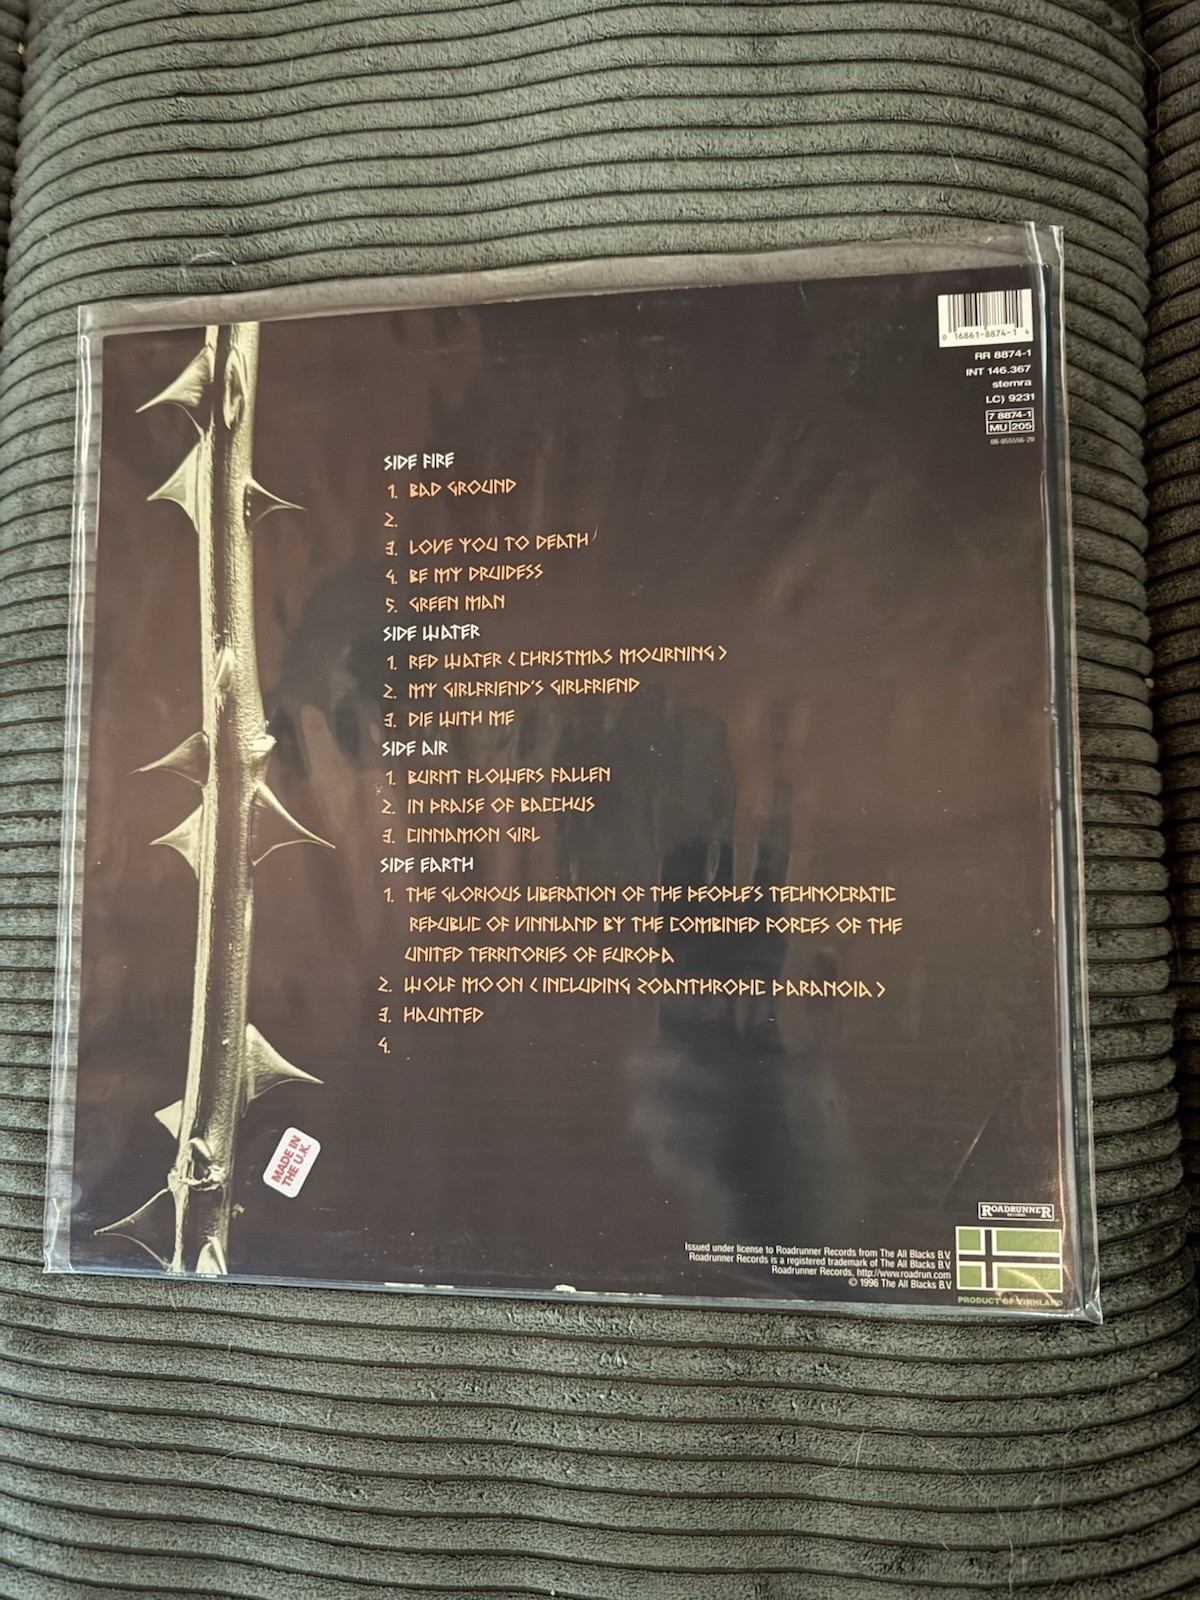 0 16861-8874-1 4
RR 8874-1
INT 146.367
stemra
LC) 9231
7 8874-1
MU 205
08-055556-20
SIDE FIRE
1. BAD GROUND
2.
3. LOVE YOU TO DEATH
4. BE MY DRUIDESS
5. GREEN MAN
SIDE WATER
1. RED WATER (CHRISTMAS MOURNING)
2. MY GIRLFRIEND'S GIRLFRIEND
3. DIE WITH ME
SIDE AIR
1. BURNT FLOWERS FALLEN
2. IN PRAISE OF BACCHUS
3. CINNAMON GIRL
SIDE EARTH
1. THE GLORIOUS LIBERATION OF THE PEOPLE'S TECHNOCRATIC
REPUBLIC OF VINNLAND BY THE COMBINED FORCES OF THE
UNITED TERRITORIES OF EUROPA
2. WOLF MOON (INCLUDING ZOANTHROPIC PARANOIA)
3. HAUNTED
4.
MADE IN
THE U.K.
ROADRUNNER
RECORDS
Issued under license to Roadrunner Records from The All Blacks B.V.
Roadrunner Records is a registered trademark of The All Blacks B.V.
Roadrunner Records, http://www.roadrun.com
© 1996 The All Blacks B.V.
PRODUCT OF VINNLAND